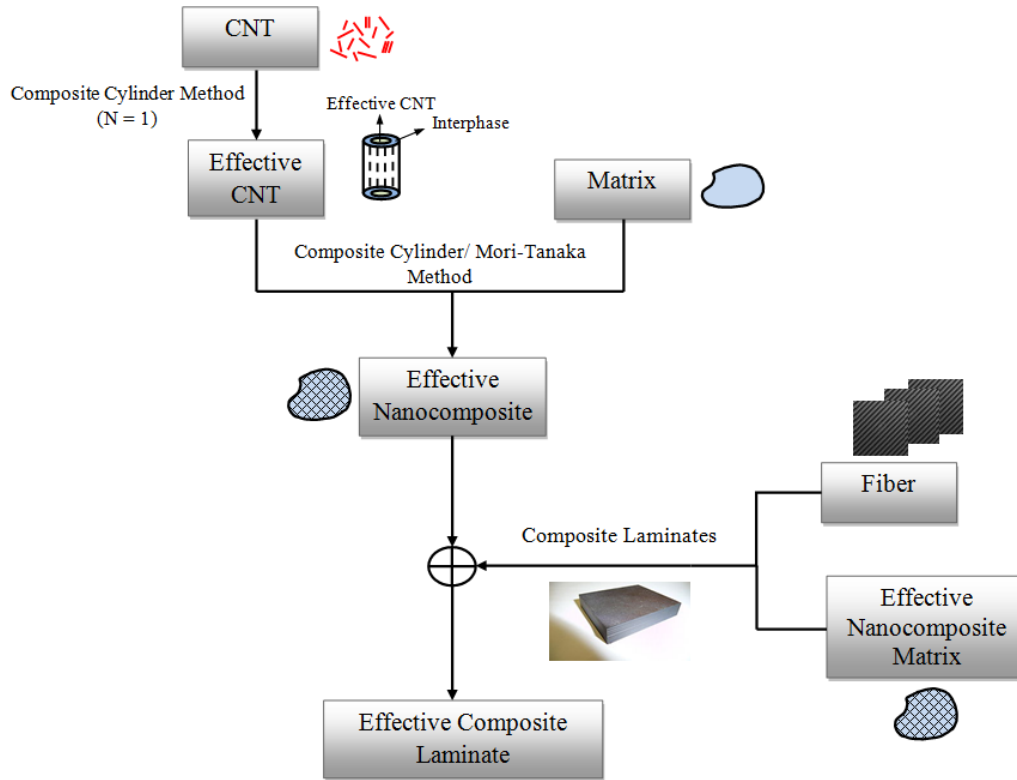 CNT
Composite Cylinder Method
(N = 1)
Effective CNT
Interphase
Effective
CNT
Matrix
Composite Cylinder/ Mori-Tanaka
Method
Effective
Nanocomposite
Fiber
Composite Laminates
Effective
Nanocomposite
Matrix
Effective Composite
Laminate